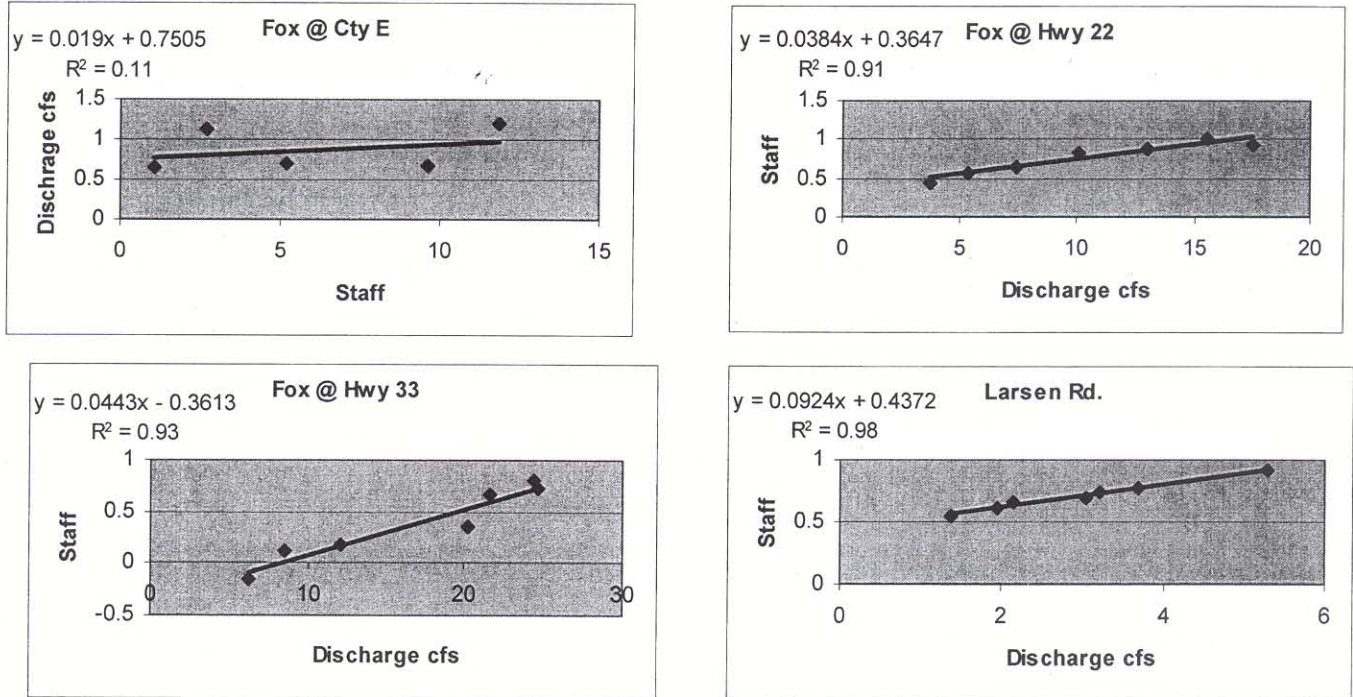 Fox @ Cty E
y = 0.019x + 0.7505
R² = 0.11
1.5
1
0.5
0
Dischrage cfs
0 5 10 15
Staff
Fox @ Hwy 22
y = 0.0384x + 0.3647
R² = 0.91
1.5
1
0.5
0
Staff
0 5 10 15 20
Discharge cfs
Fox @ Hwy 33
y = 0.0443x - 0.3613
R² = 0.93
1
0.5
0
-0.5
Staff
0 10 20 30
Discharge cfs
Larsen Rd.
y = 0.0924x + 0.4372
R² = 0.98
1
0.5
0
Staff
0 2 4 6
Discharge cfs